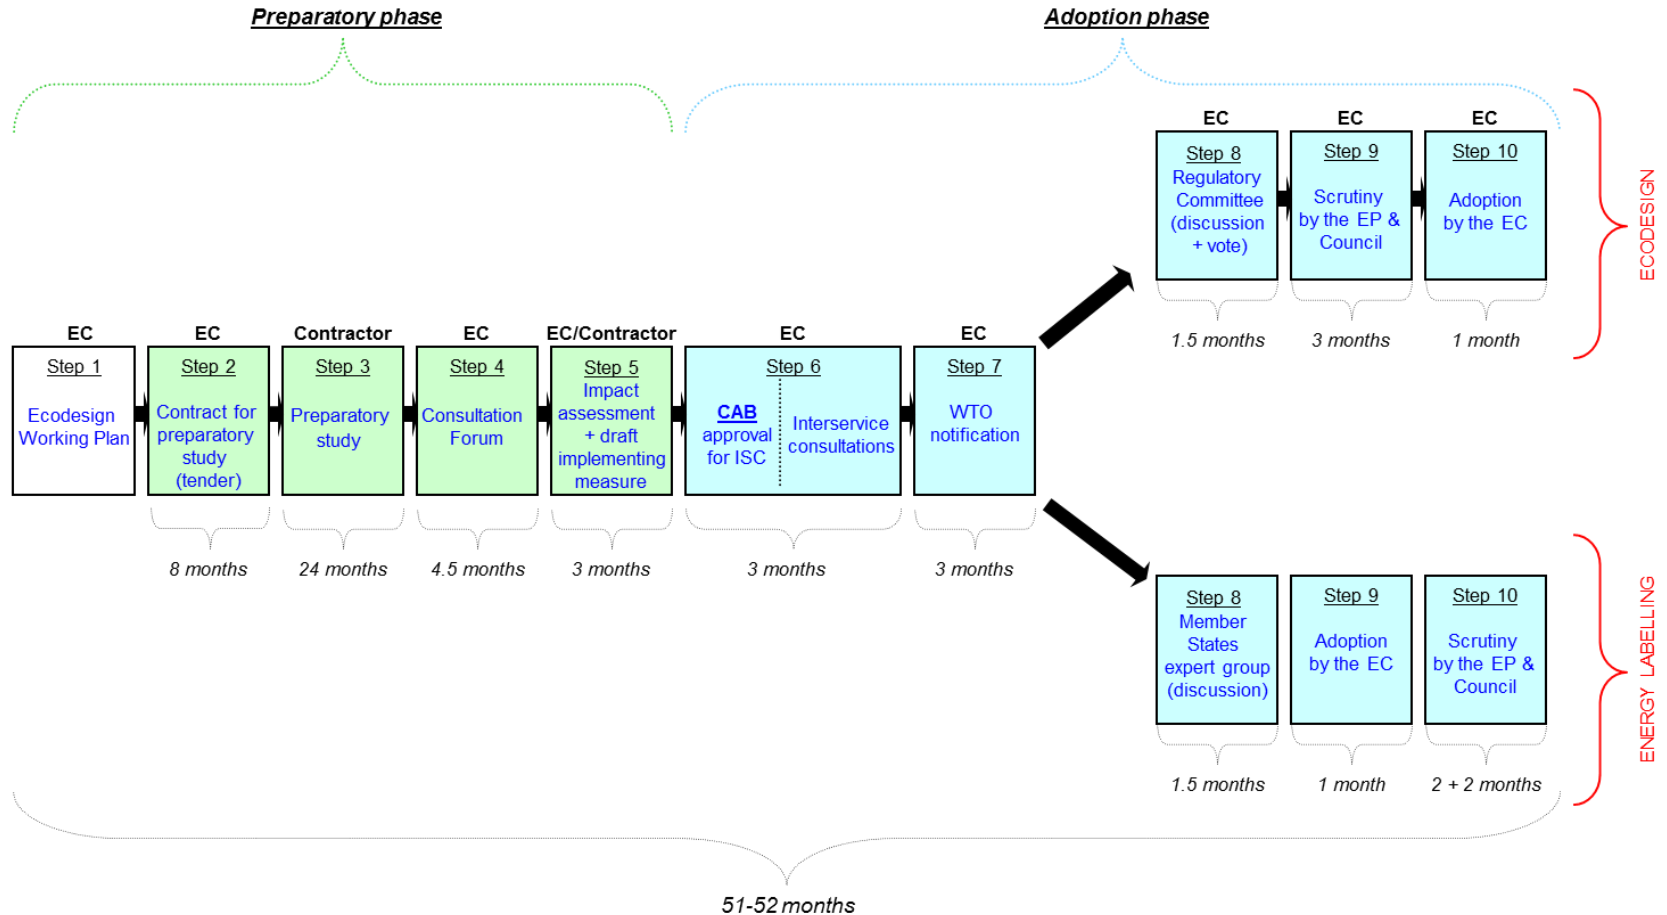 Preparatory phase
Adoption phase
EC
Step 8
Regulatory
Committee
(discussion
+ vote)
1.5 months
EC
Step 9
Scrutiny
by the EP &
Council
3 months
EC
Step 10
Adoption
by the EC
1 month
ECODESIGN
EC
Step 1
Ecodesign
Working Plan
EC
Step 2
Contract for
preparatory
study
(tender)
8 months
Contractor
Step 3
Preparatory
study
24 months
EC
Step 4
Consultation
Forum
4.5 months
EC/Contractor
Step 5
Impact
assessment
+ draft
implementing
measure
3 months
EC
Step 6
CAB
approval
for ISC
Interservice
consultations
3 months
EC
Step 7
WTO
notification
3 months
Step 8
Member
States
expert group
(discussion)
1.5 months
Step 9
Adoption
by the EC
1 month
Step 10
Scrutiny
by the EP &
Council
2 + 2 months
ENERGY LABELLING
51-52 months